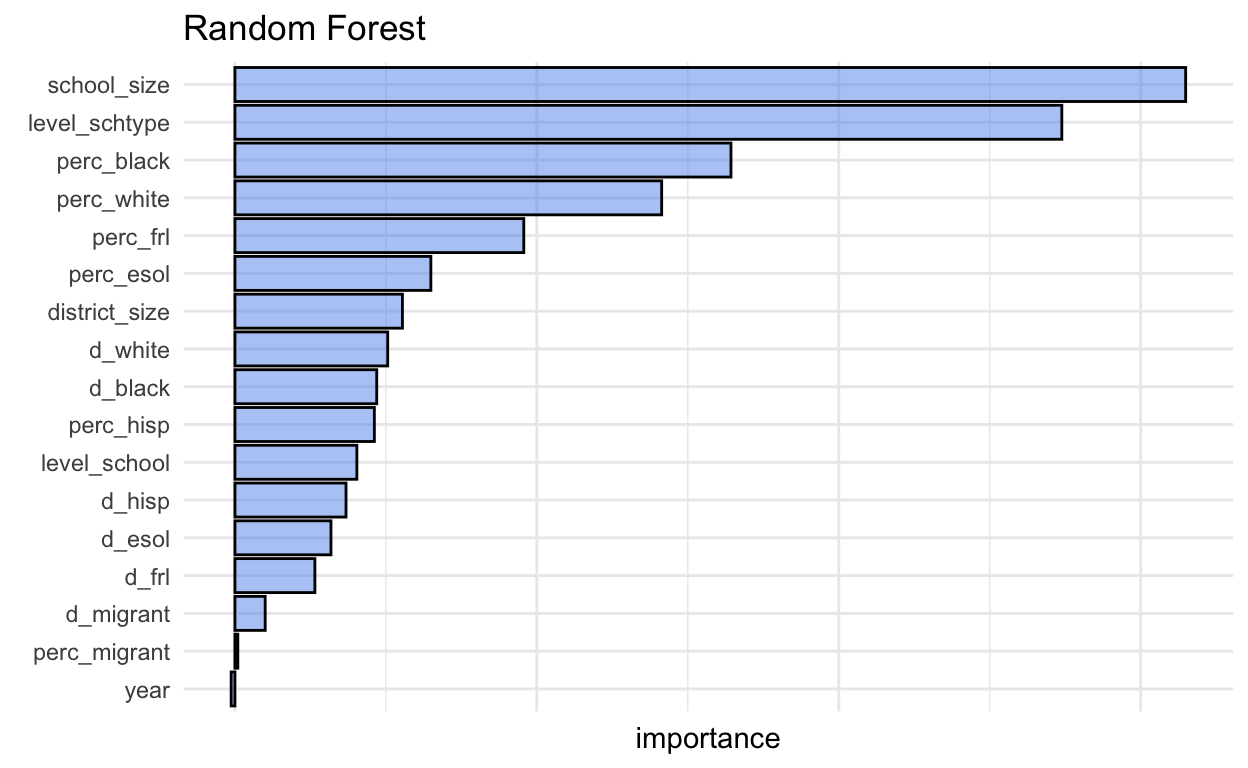 Random Forest
school_size
level_schtype
perc_black
perc_white
perc_frl
perc_esol
district_size
d_white
d_black
perc_hisp
level_school
d_hisp
d_esol
d_frl
d_migrant
perc_migrant
year
importance